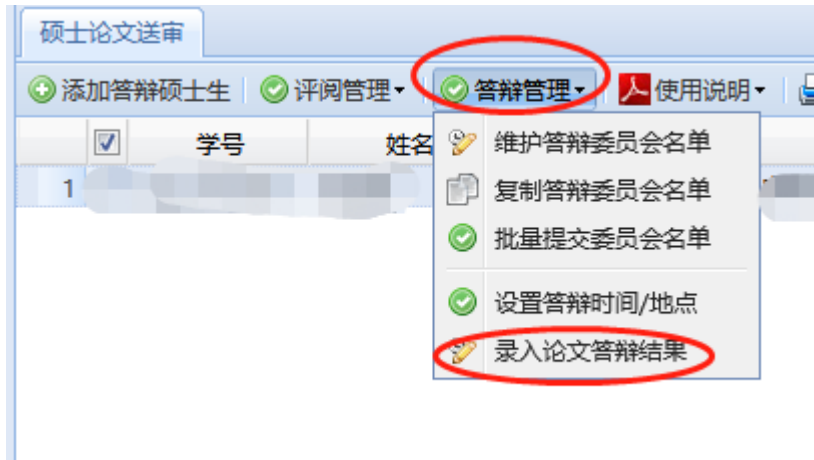 硕士论文送审
添加答辩硕士生 评阅管理 答辩管理 使用说明
学号 姓名
1
维护答辩委员会名单
复制答辩委员会名单
批量提交委员会名单
设置答辩时间/地点
录入论文答辩结果